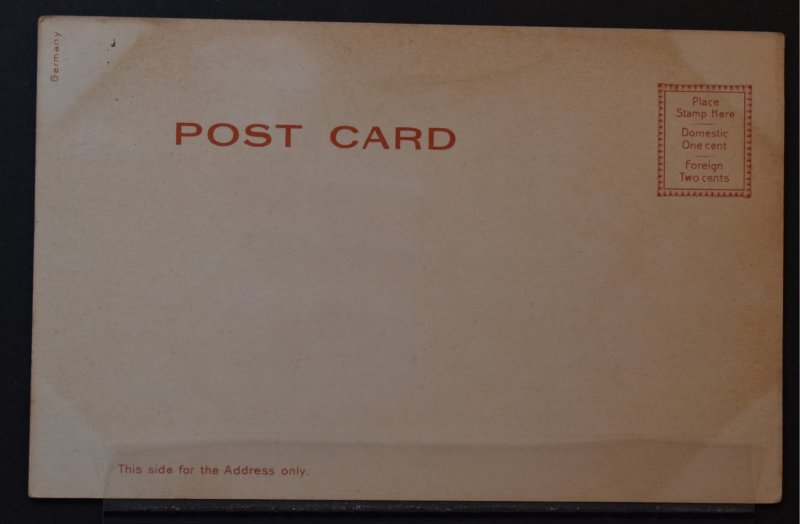 Germany
POST CARD
Place
Stamp Here
Domestic
One cent
Foreign
Two cents
This side for the Address only.